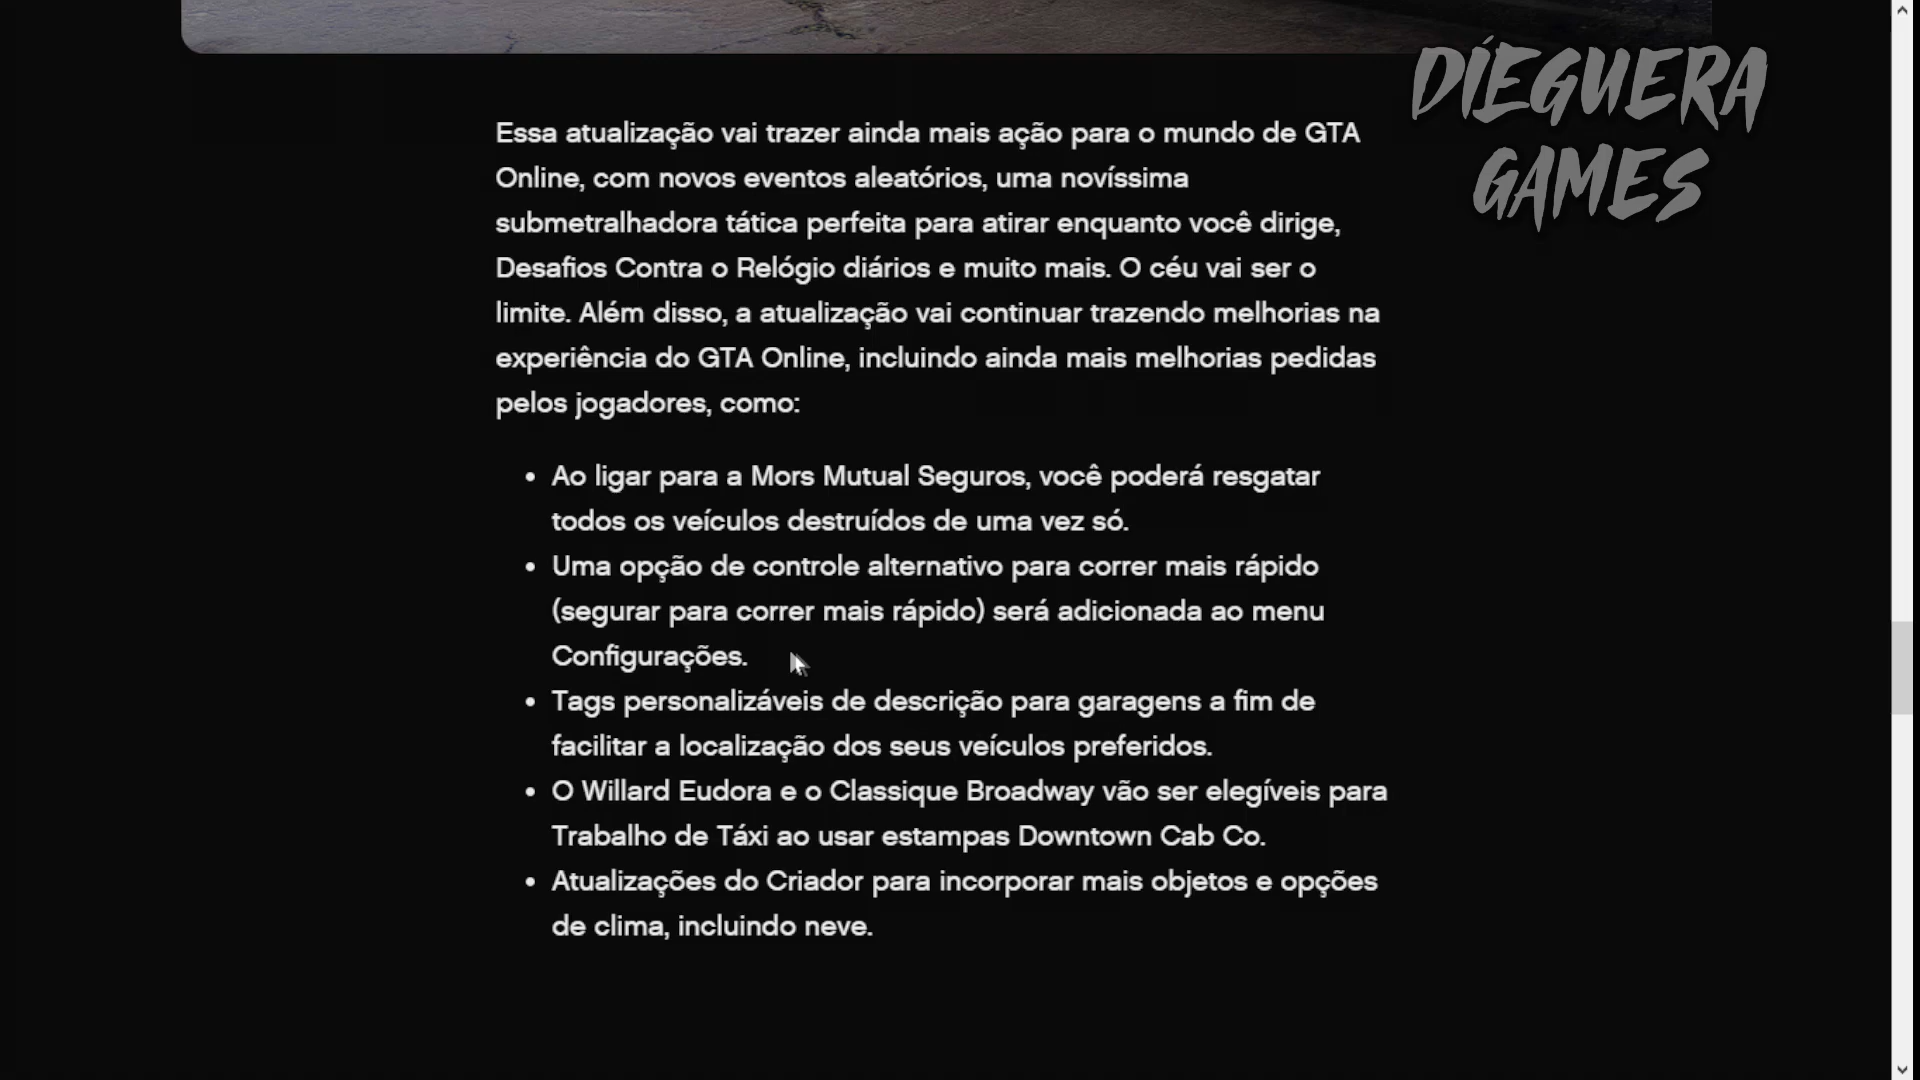 DÍEGUERA
GAMES
Essa atualização vai trazer ainda mais ação para o mundo de GTA
Online, com novos eventos aleatórios, uma novíssima
submetralhadora tática perfeita para atirar enquanto você dirige,
Desafios Contra o Relógio diários e muito mais. O céu vai ser o
limite. Além disso, a atualização vai continuar trazendo melhorias na
experiência do GTA Online, incluindo ainda mais melhorias pedidas
pelos jogadores, como:
• Ao ligar para a Mors Mutual Seguros, você poderá resgatar
todos os veículos destruídos de uma vez só.
• Uma opção de controle alternativo para correr mais rápido
(segurar para correr mais rápido) será adicionada ao menu
Configurações.
• Tags personalizáveis de descrição para garagens a fim de
facilitar a localização dos seus veículos preferidos.
• O Willard Eudora e o Classique Broadway vão ser elegíveis para
Trabalho de Táxi ao usar estampas Downtown Cab Co.
• Atualizações do Criador para incorporar mais objetos e opções
de clima, incluindo neve.